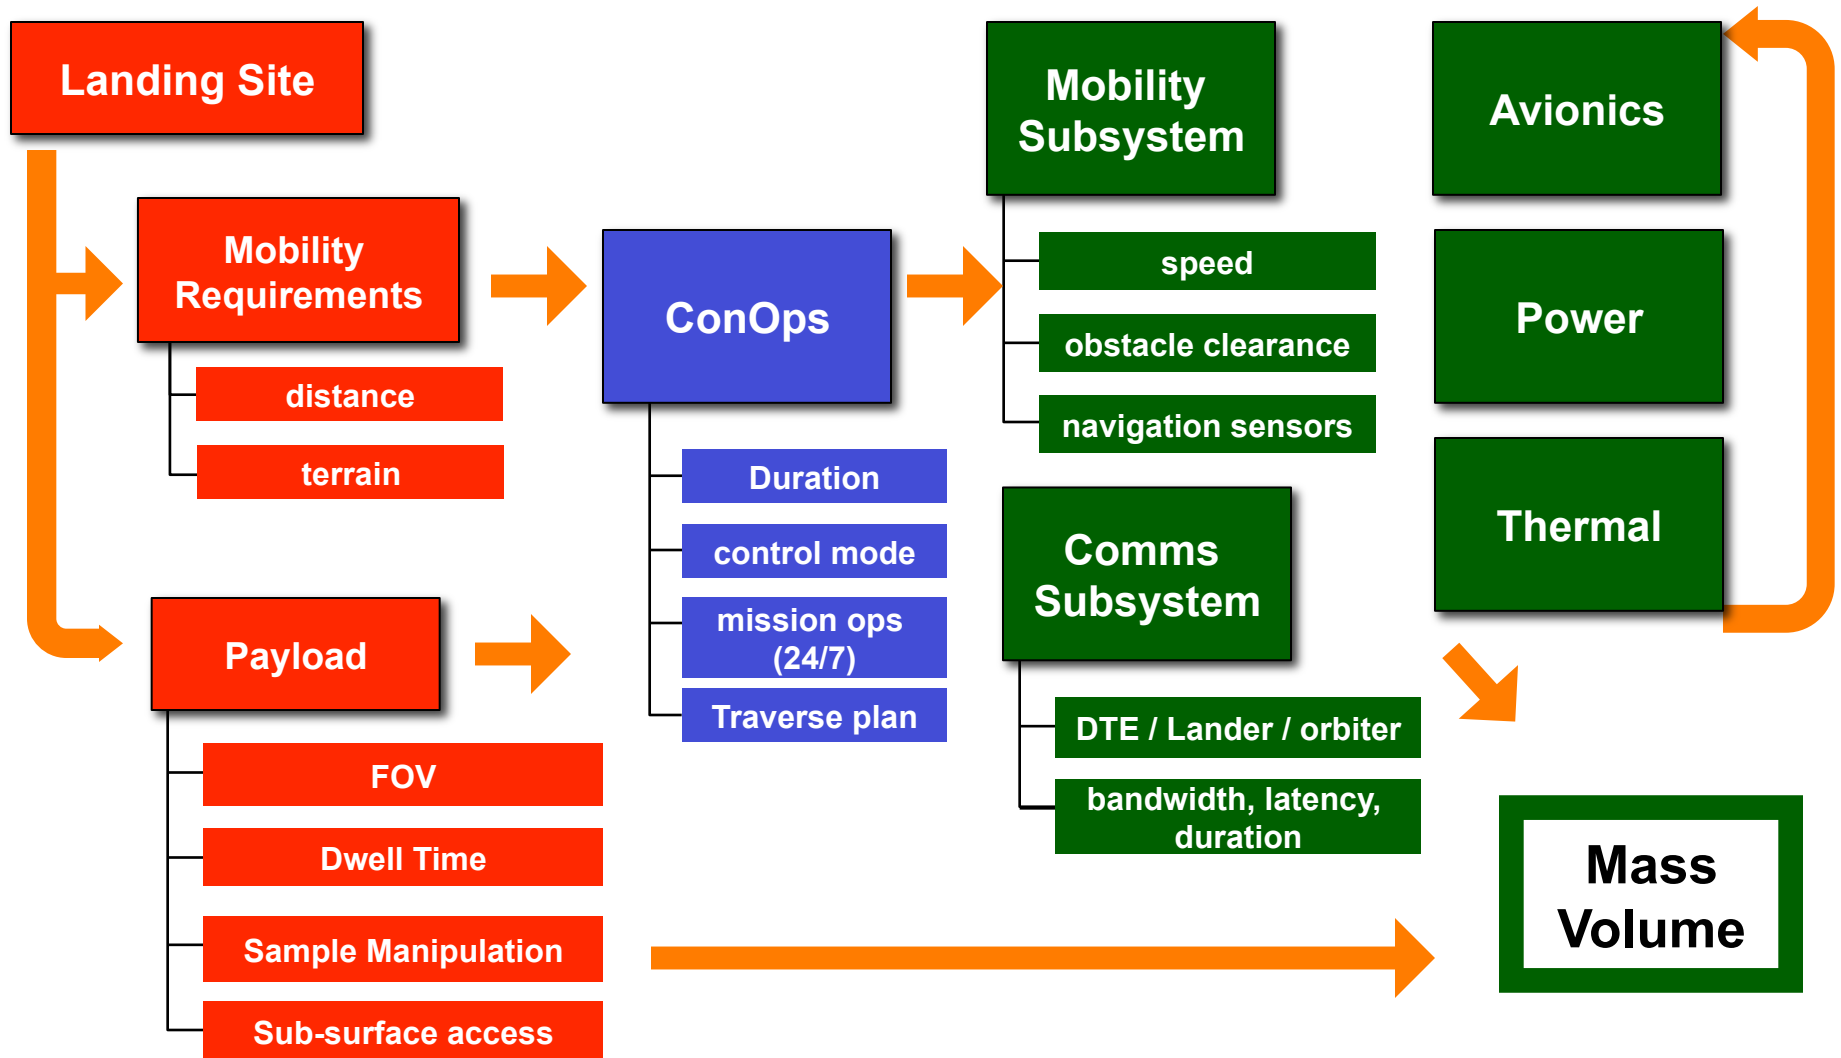 Landing Site
Mobility
Requirements
distance
terrain
Payload
FOV
Dwell Time
Sample Manipulation
Sub-surface access
ConOps
Duration
control mode
mission ops
(24/7)
Traverse plan
Mobility
Subsystem
speed
obstacle clearance
navigation sensors
Comms
Subsystem
DTE / Lander / orbiter
bandwidth, latency,
duration
Avionics
Power
Thermal
Mass
Volume